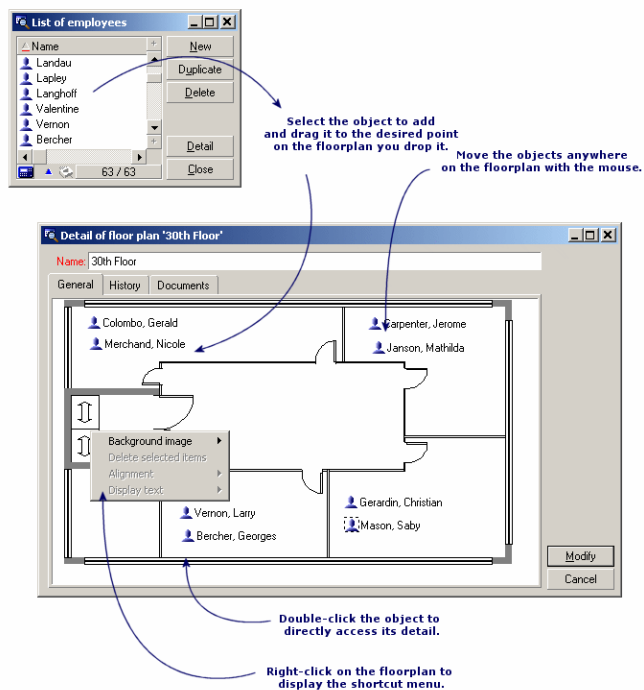 List of employees
Name
Landau
Lapley
Langhoff
Valentine
Vernon
Bercher
63 / 63
New
Duplicate
Delete
Detail
Close
Select the object to add
and drag it to the desired point
on the floorplan you drop it.
Move the objects anywhere
on the floorplan with the mouse.
Detail of floor plan '30th Floor'
Name: 30th Floor
General History Documents
Colombo, Gerald
Merchand, Nicole
Carpenter, Jerome
Janson, Mathilda
Background image
Delete selected items
Alignment
Display text
Vernon, Larry
Bercher, Georges
Gerardin, Christian
Mason, Saby
Modify
Cancel
Double-click the object to
directly access its detail.
Right-click on the floorplan to
display the shortcut menu.